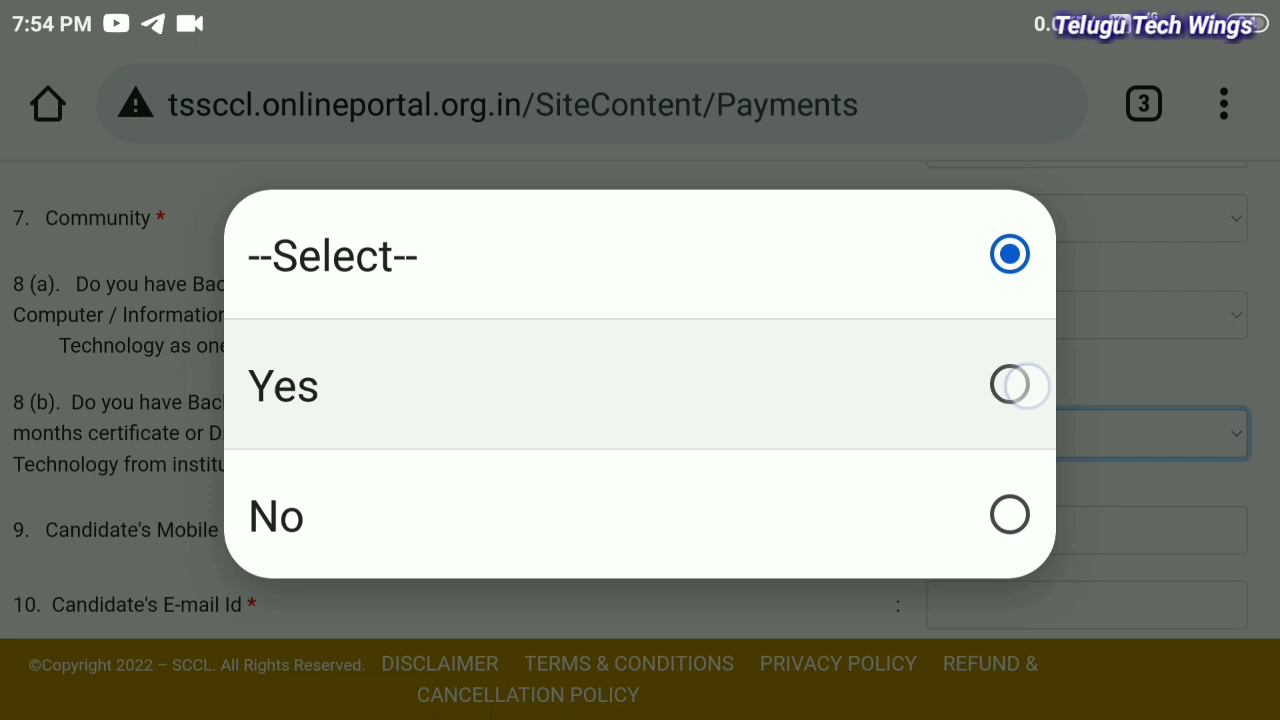 7:54 PM
0.
Telugu Tech Wings
tssccl.onlineportal.org.in/SiteContent/Payments
3
7. Community *
--Select--
8 (a). Do you have Bac
Computer / Information
Technology as one
Yes
8 (b). Do you have Bac
months certificate or D
Technology from institu
No
9. Candidate's Mobile
10. Candidate's E-mail Id * :
©Copyright 2022 – SCCL. All Rights Reserved. DISCLAIMER TERMS & CONDITIONS PRIVACY POLICY REFUND &
CANCELLATION POLICY